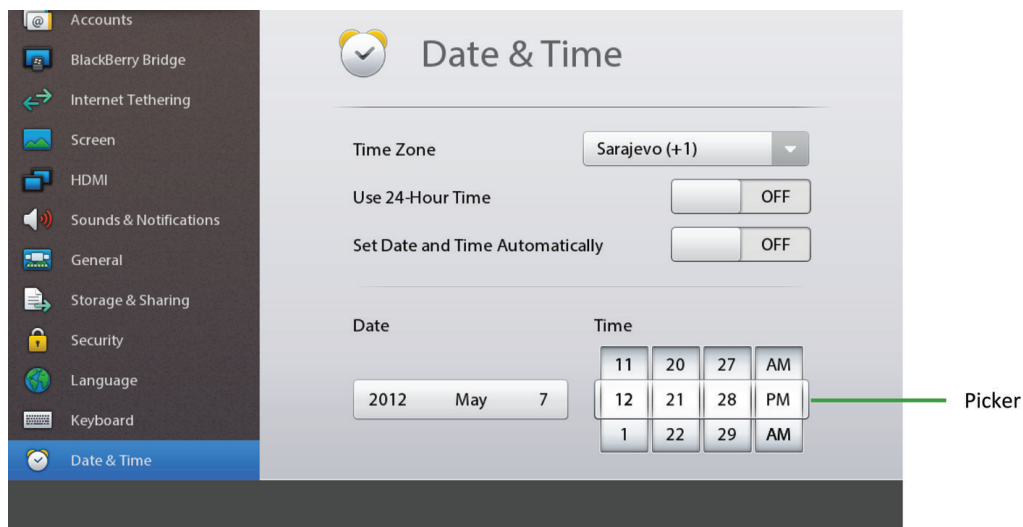 Accounts
BlackBerry Bridge
Internet Tethering
Screen
HDMI
Sounds & Notifications
General
Storage & Sharing
Security
Language
Keyboard
Date & Time
Date & Time
Time Zone Sarajevo (+1)
Use 24-Hour Time OFF
Set Date and Time Automatically OFF
Date Time
11 20 27 AM
2012 May 7 12 21 28 PM Picker
1 22 29 AM